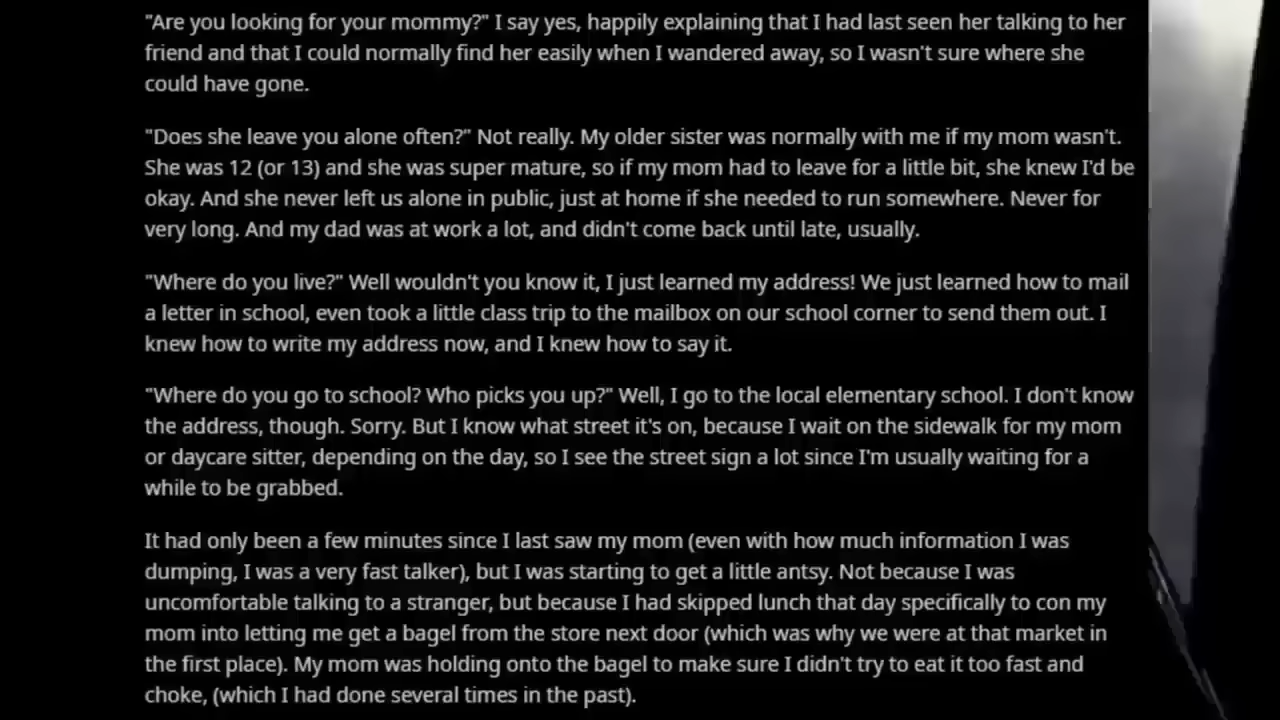 "Are you looking for your mommy?" I say yes, happily explaining that I had last seen her talking to her
friend and that I could normally find her easily when I wandered away, so I wasn't sure where she
could have gone.
"Does she leave you alone often?" Not really. My older sister was normally with me if my mom wasn't.
She was 12 (or 13) and she was super mature, so if my mom had to leave for a little bit, she knew I'd be
okay. And she never left us alone in public, just at home if she needed to run somewhere. Never for
very long. And my dad was at work a lot, and didn't come back until late, usually.
"Where do you live?" Well wouldn't you know it, I just learned my address! We just learned how to mail
a letter in school, even took a little class trip to the mailbox on our school corner to send them out. I
knew how to write my address now, and I knew how to say it.
"Where do you go to school? Who picks you up?" Well, I go to the local elementary school. I don't know
the address, though. Sorry. But I know what street it's on, because I wait on the sidewalk for my mom
or daycare sitter, depending on the day, so I see the street sign a lot since I'm usually waiting for a
while to be grabbed.
It had only been a few minutes since I last saw my mom (even with how much information I was
dumping, I was a very fast talker), but I was starting to get a little antsy. Not because I was
uncomfortable talking to a stranger, but because I had skipped lunch that day specifically to con my
mom into letting me get a bagel from the store next door (which was why we were at that market in
the first place). My mom was holding onto the bagel to make sure I didn't try to eat it too fast and
choke, (which I had done several times in the past).